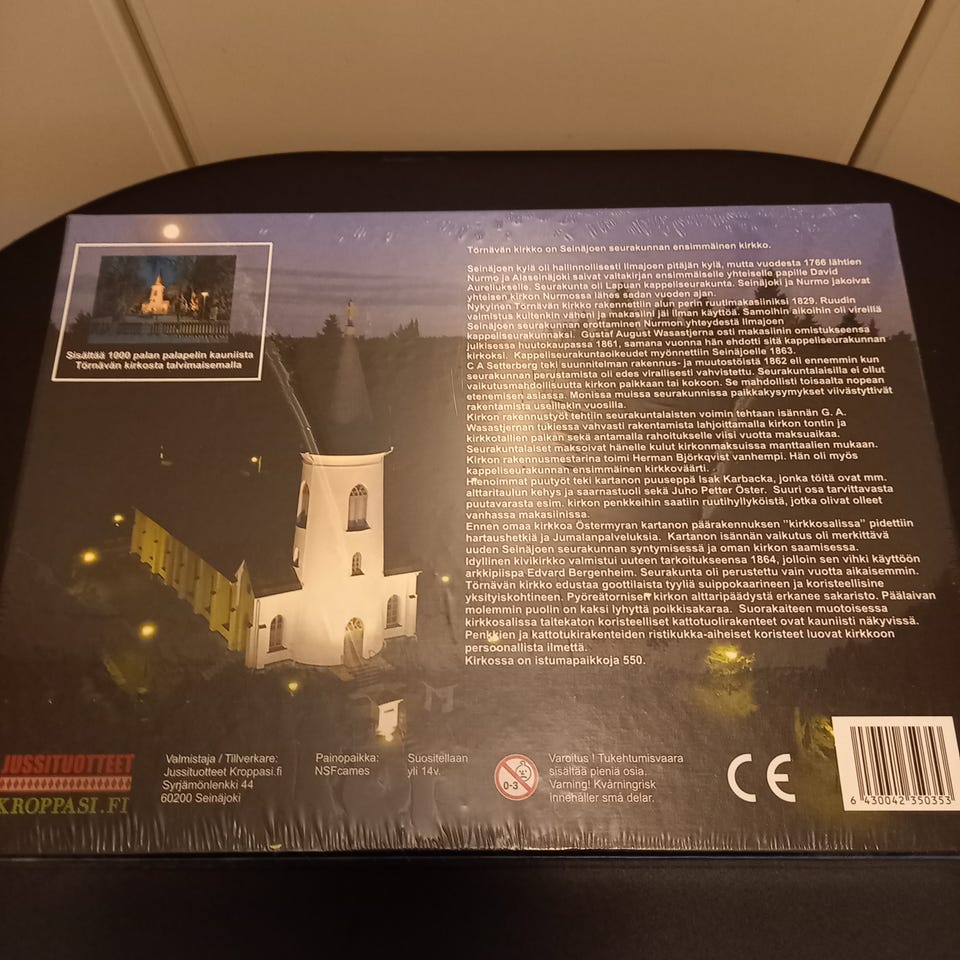 Sisältää 1000 palan palapelin kauniista
Törnävän kirkosta talvimaisemalla
Törnävän kirkko on Seinäjoen seurakunnan ensimmäinen kirkko.
Seinäjoen kylä oli hallinnollisesti Ilmajoen pitäjän kylä, mutta vuodesta 1766 lähtien
Nurmo ja Alaseinäjoki saivat valtakirjan ensimmäiselle yhteiselle papille David
Aureliukselle. Seurakunta oli Lapuan kappeliseurakunta. Seinäjoki ja Nurmo jakoivat
yhteisen kirkon Nurmossa lähes sadan vuoden ajan.
Nykyinen Törnävän kirkko rakennettiin alun perin ruutimakasiiniksi 1829. Ruudin
valmistus kuitenkin väheni ja makasiin jäi ilman käyttöä. Samoihin aikoihin oli vireillä
Seinäjoen seurakunnan erottaminen Nurmon yhteydestä Ilmajoen
kappeliseurakunnaksi. Gustaf August Wasastjerna osti makasiinin omistukseensa
julkisessa huutokaupassa 1861, samana vuonna hän ehdotti sitä kappeliseurakunnan
kirkoksi. Kappeliseurakuntaoikeudet myönnettiin Seinäjoelle 1863.
C A Setterberg teki suunnitelman rakennus- ja muutostöistä 1862 eli ennemmin kun
seurakunnan perustamista oli edes virallisesti vahvistettu. Seurakuntalaisilla ei ollut
vaikutusmahdollisuutta kirkon paikkaan tai kokoon. Se mahdollisti toisaalta nopean
etenemisen asiassa. Monissa muissa seurakunnissa paikkakysymykset viivästyttivät
rakentamista useillakin vuosilla.
Kirkon rakennustyöt tehtiin seurakuntalaisten voimin tehtaan isännän G. A.
Wasastjernan tukiessa vahvasti rakentamista lahjoittamalla kirkon tontin ja
kirkkotallien paikan sekä antamalla rahoitukselle viisi vuotta maksuaikaa.
Seurakuntalaiset maksoivat hänelle kulut kirkonmaksuissa manttaalien mukaan.
Kirkon rakennusmestarina toimi Herman Björkqvist vanhempi. Hän oli myös
kappeliseurakunnan ensimmäinen kirkkoväärti.
Hienoimmat puutyöt teki kartanon puuseppä Isak Karbacka, jonka töitä ovat mm.
alttaritaulun kehys ja saarnastuoli sekä Juho Petter Öster. Suuri osa tarvittavasta
puutavarasta esim. kirkon penkkeihin saatiin ruutihyllyköistä, jotka olivat olleet
vanhassa makasiinissa.
Ennen omaa kirkkoa Östermyran kartanon päärakennuksen "kirkkosalissa" pidettiin
hartaushetkiä ja Jumalanpalveluksia. Kartanon isännän vaikutus oli merkittävä
uuden Seinäjoen seurakunnan syntymisessä ja oman kirkon saamisessa.
Idyllinen kivikirkko valmistui uuteen tarkoitukseensa 1864, jolloin sen vihki käyttöön
arkkipiispa Edvard Bergenheim. Seurakunta oli perustettu vain vuotta aikaisemmin.
Törnävän kirkko edustaa goottilaista tyyliä suippokaarineen ja koristeellisine
yksityiskohtineen. Pyöreätornisen kirkon alttaripäädystä erkanee sakaristo. Päälaivan
molemmin puolin on kaksi lyhyttä poikkisakaraa. Suorakaiteen muotoisessa
kirkkosalissa taitekaton koristeelliset kattotuolirakenteet ovat kauniisti näkyvissä.
Penkkien ja kattotukirakenteiden ristikukka-aiheiset koristeet luovat kirkkoon
persoonallista ilmettä.
Kirkossa on istumapaikkoja 550.
JUSSITUOTTEET
KROPPASI.FI
Valmistaja / Tillverkare:
Jussituotteet Kroppasi.fi
Syrjämönlenkki 44
60200 Seinäjoki
Painopaikka:
NSFcames
Suositellaan
yli 14v.
0-3
Varoitus ! Tukehtumisvaara
sisältää pieniä osia.
Varning! Kvärningrisk
innehåller små delar.
CE
6 430042 350353